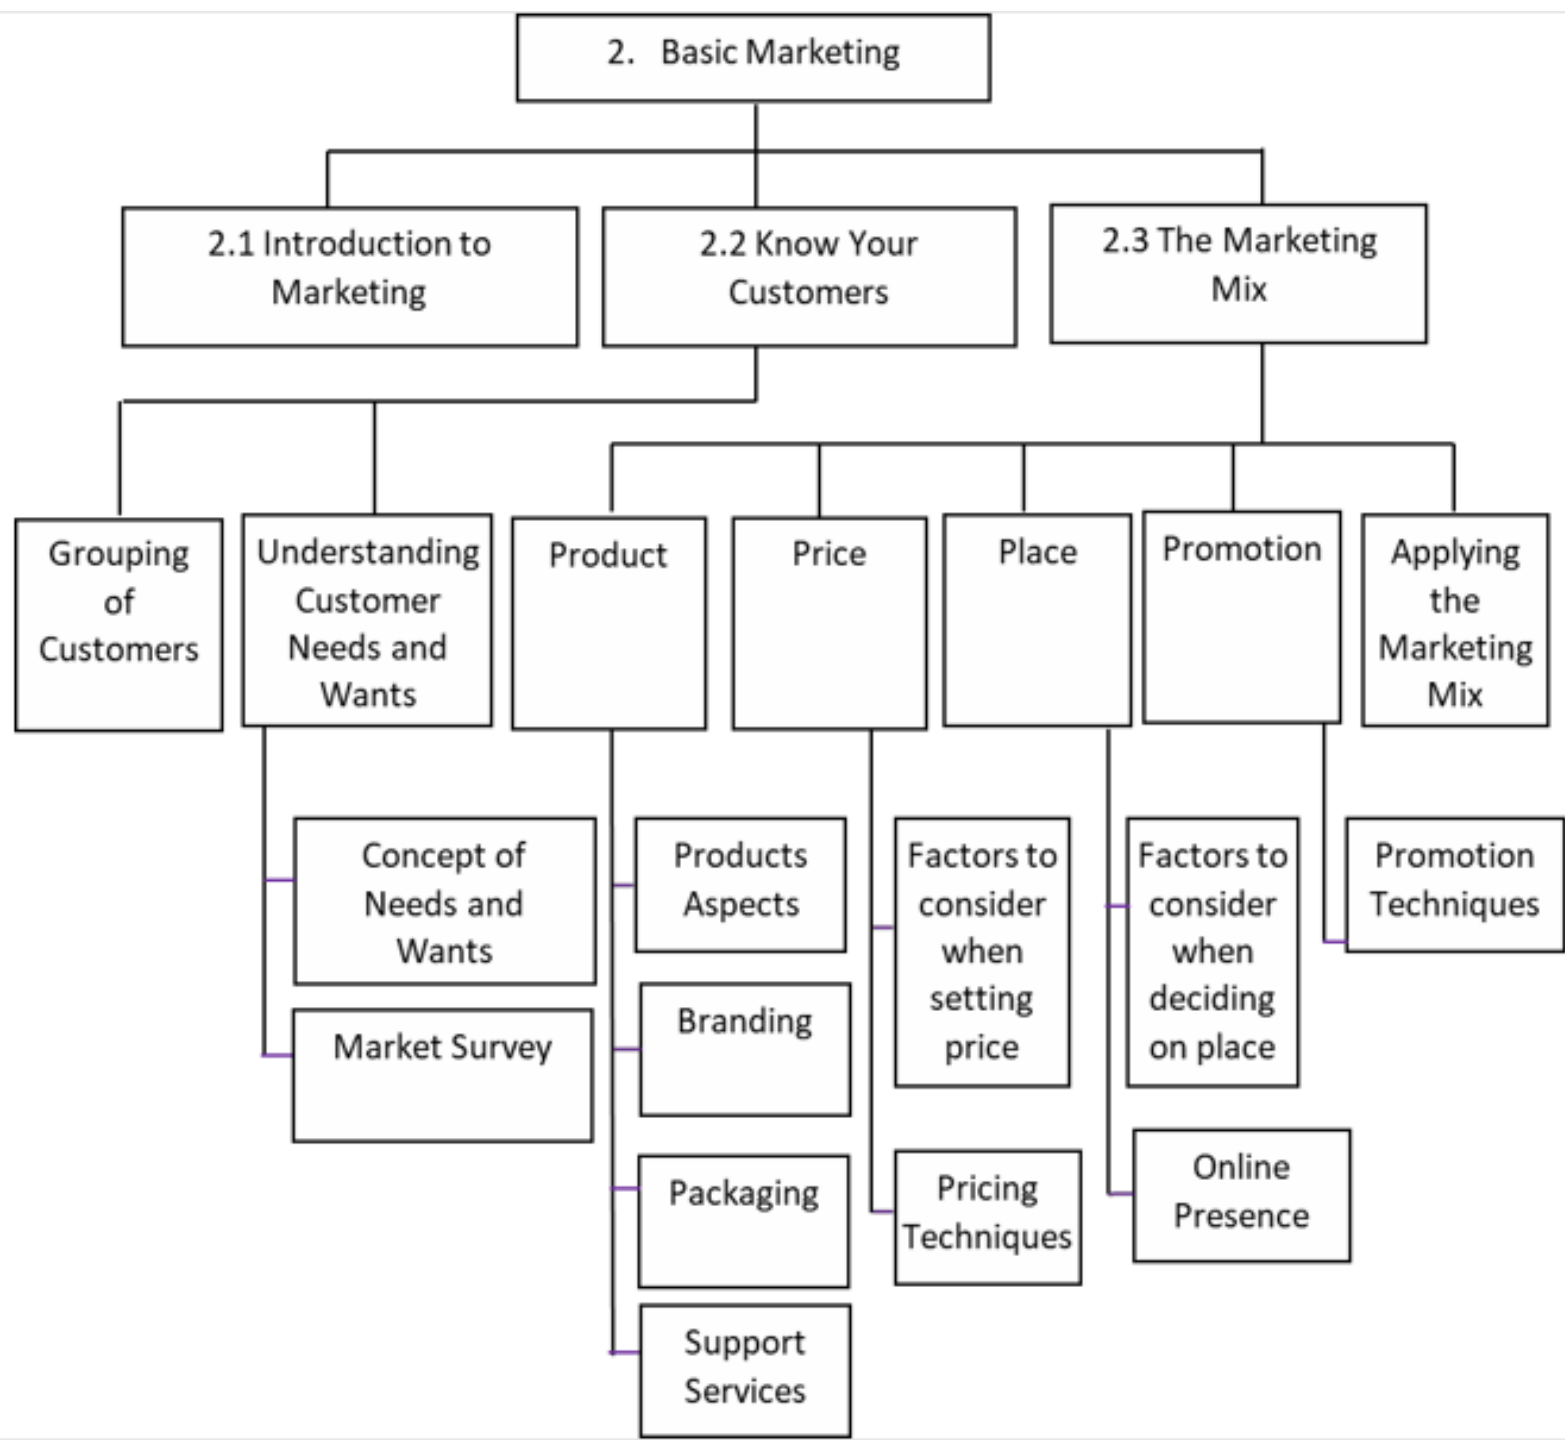 2. Basic Marketing
2.1 Introduction to
Marketing
2.2 Know Your
Customers
2.3 The Marketing
Mix
Grouping
of
Customers
Understanding
Customer
Needs and
Wants
Product
Price
Place
Promotion
Applying
the
Marketing
Mix
Concept of
Needs and
Wants
Market Survey
Products
Aspects
Branding
Packaging
Support
Services
Factors to
consider
when
setting
price
Pricing
Techniques
Factors to
consider
when
deciding
on place
Online
Presence
Promotion
Techniques